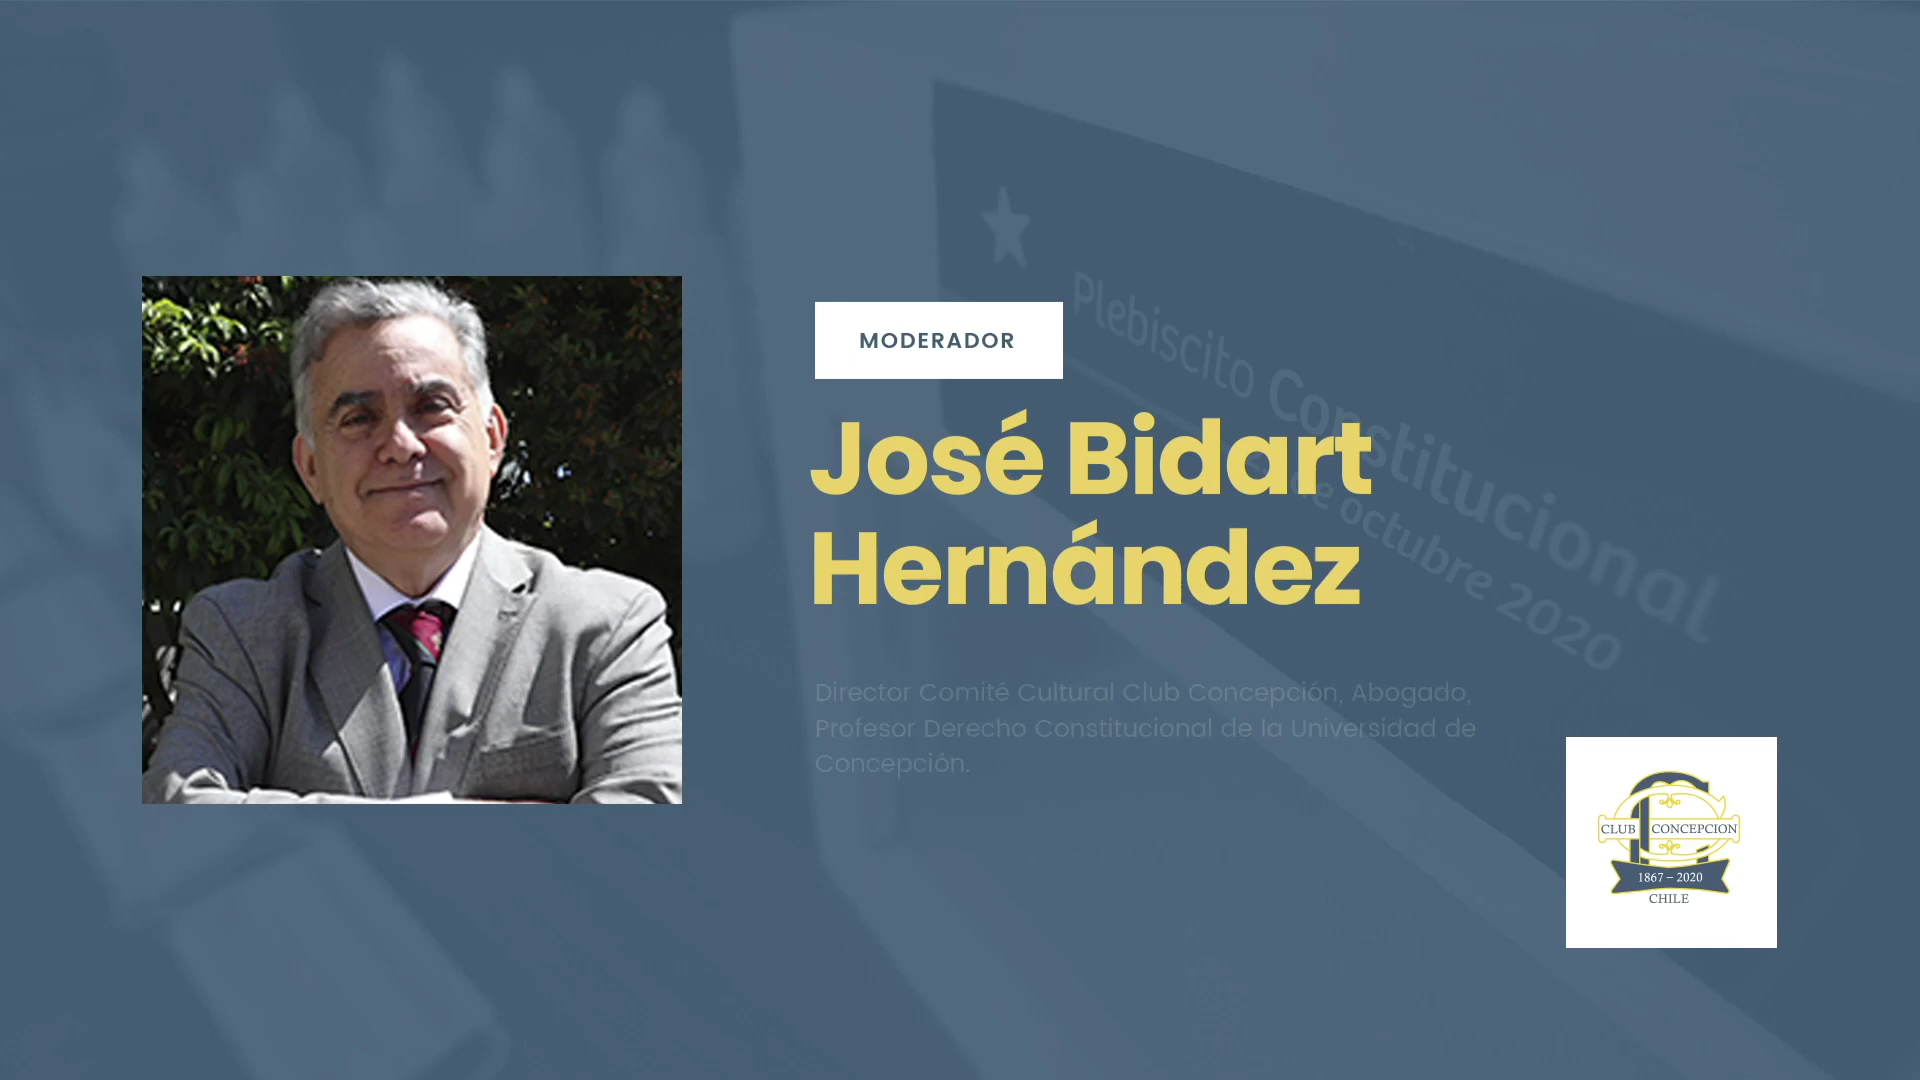 MODERADOR
José Bidart
Hernández
Director Comité Cultural Club Concepción, Abogado,
Profesor Derecho Constitucional de la Universidad de
Concepción.
Plebiscito Constitucional
de octubre 2020
CLUB CONCEPCION
1867 – 2020
CHILE